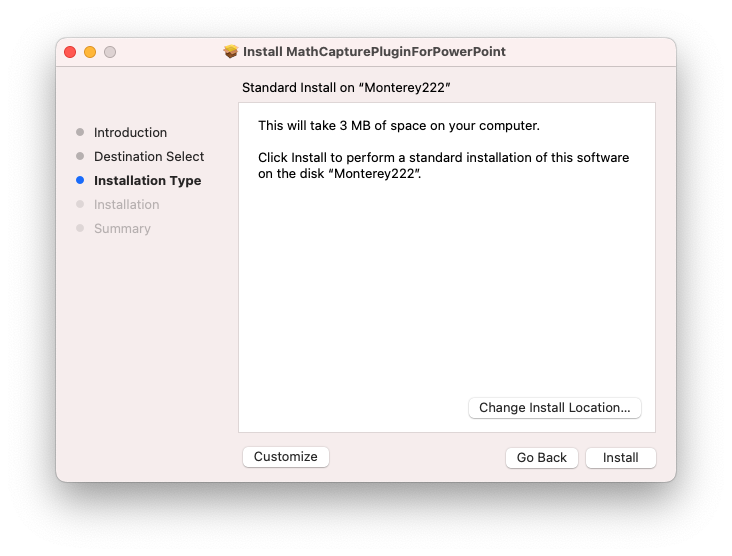 Install MathCapturePluginForPowerPoint
Standard Install on “Monterey222”
Introduction
Destination Select
Installation Type
Installation
Summary
This will take 3 MB of space on your computer.
Click Install to perform a standard installation of this software
on the disk “Monterey222”.
Change Install Location...
Customize
Go Back
Install